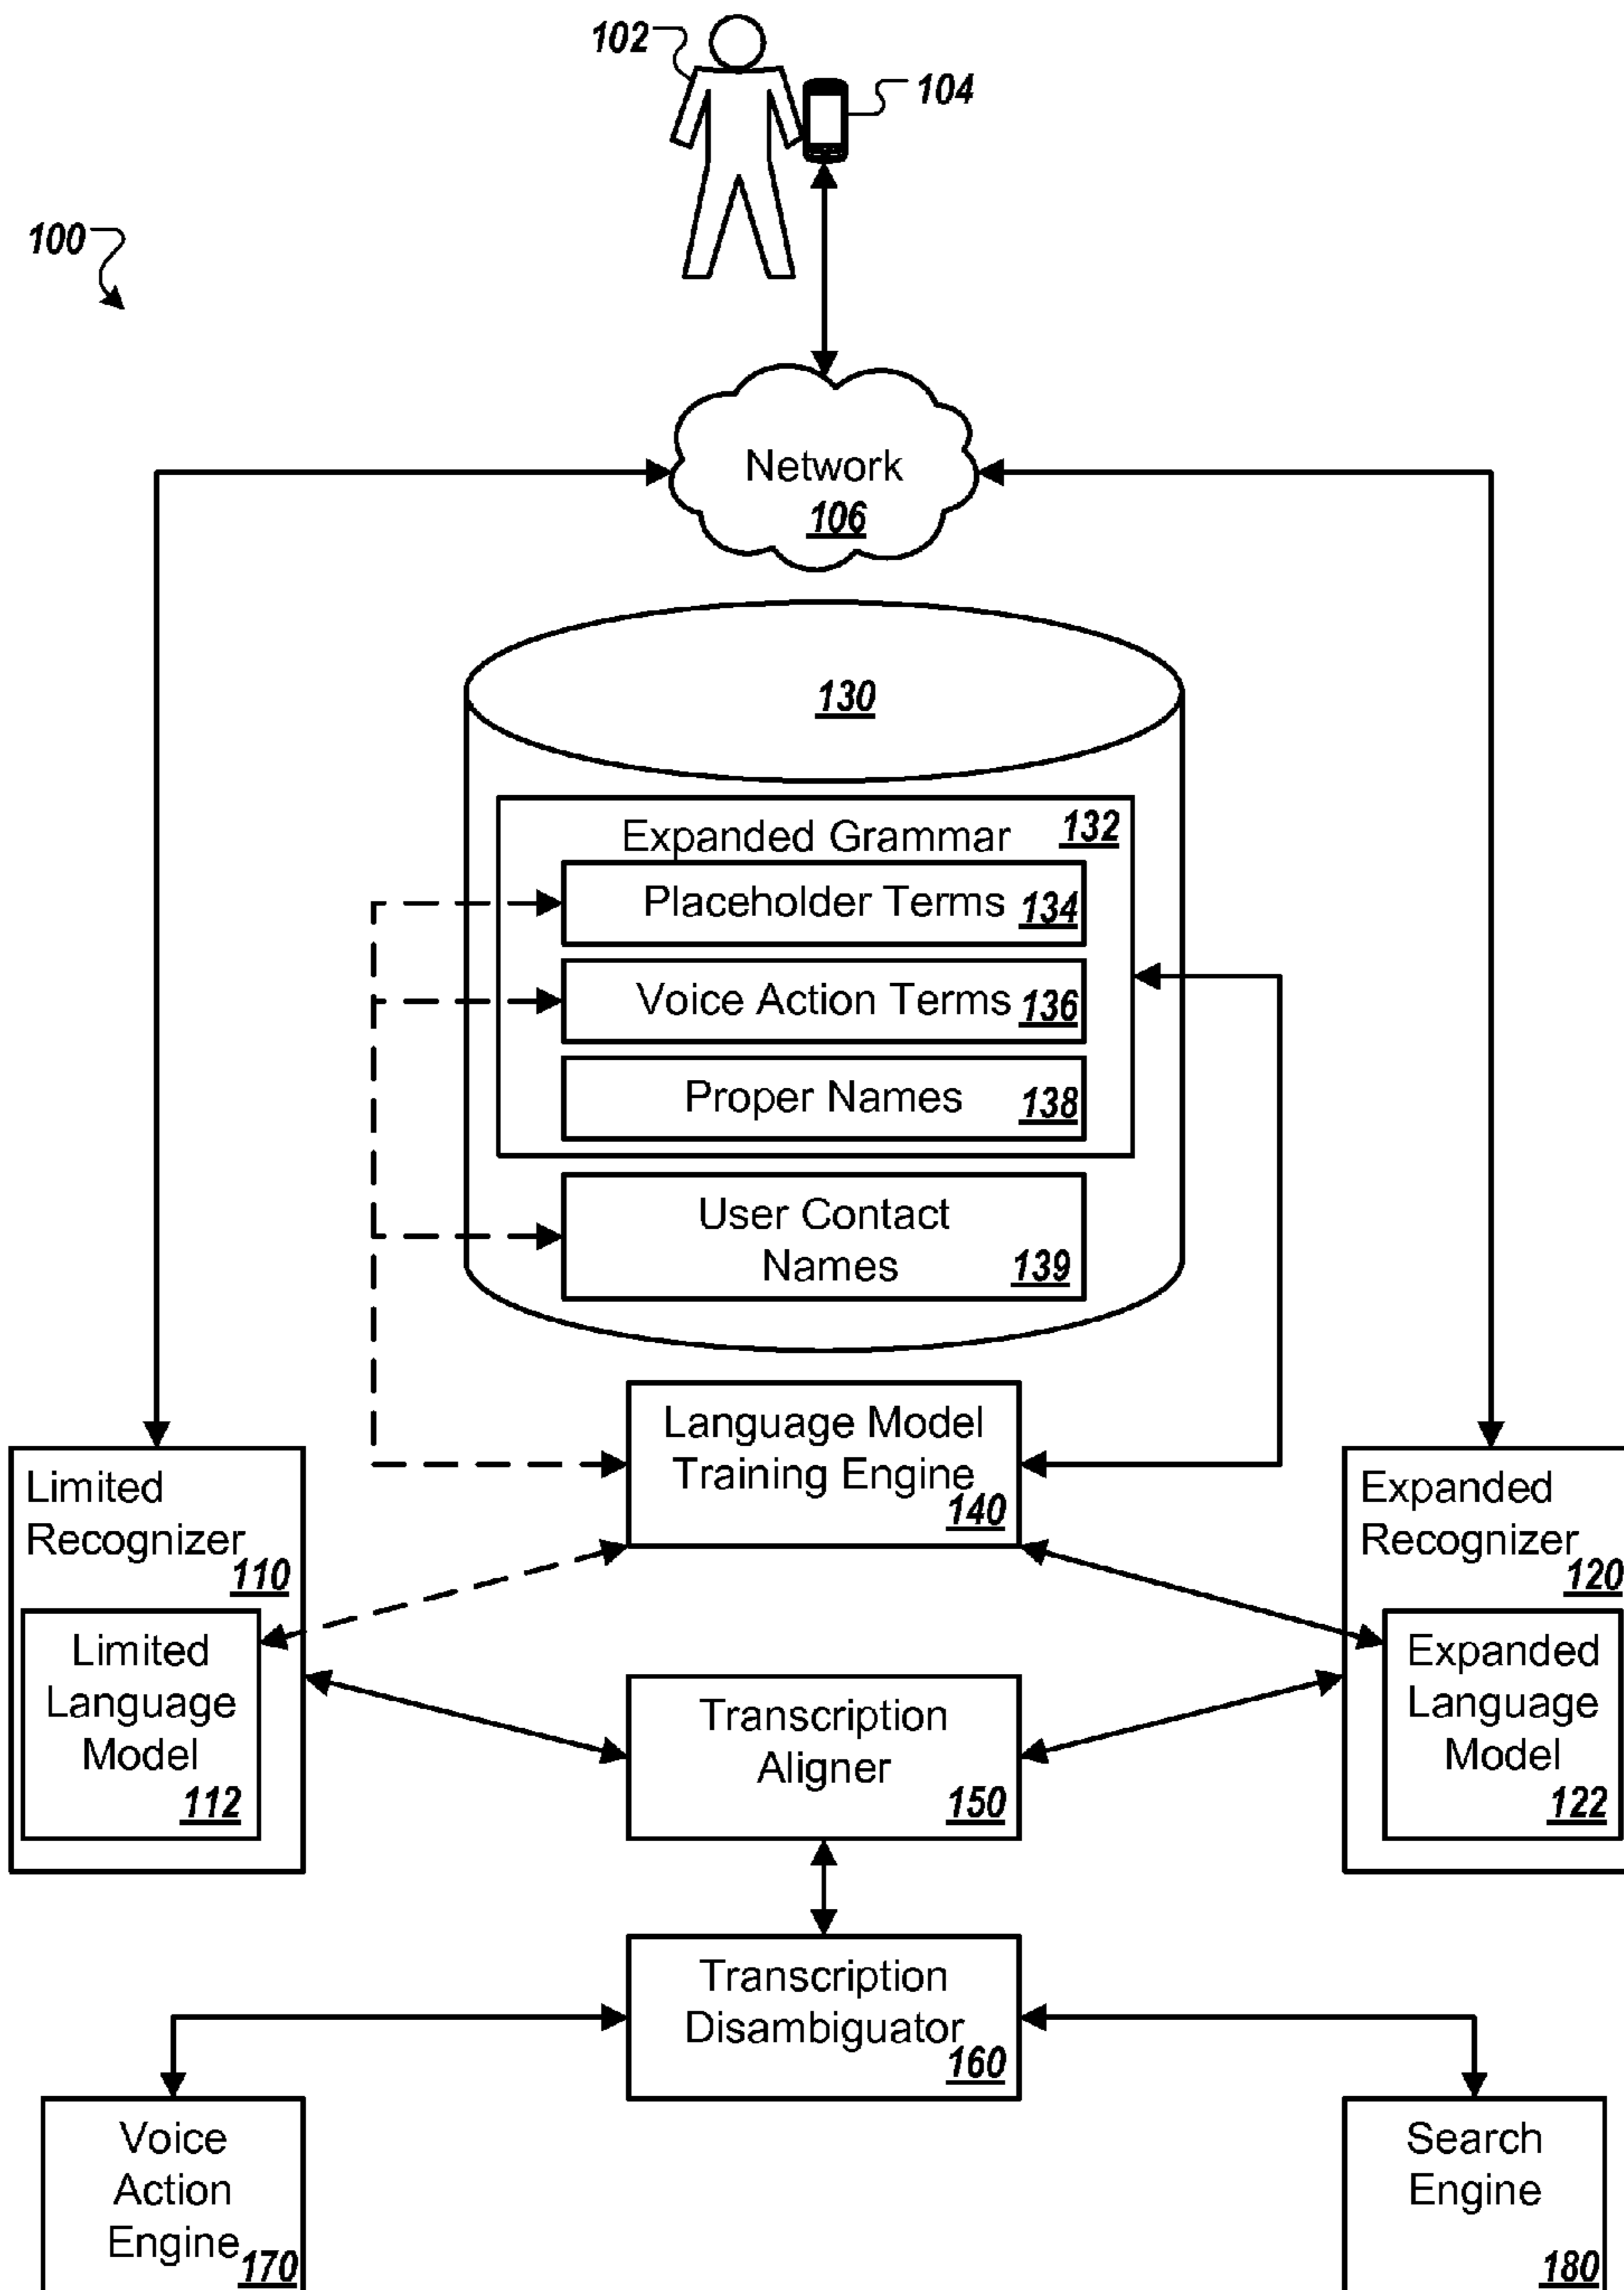 102
104
100
Network
106
130
Expanded Grammar 132
Placeholder Terms 134
Voice Action Terms 136
Proper Names 138
User Contact
Names 139
Language Model
Training Engine
140
Limited
Recognizer
110
Limited
Language
Model
112
Expanded
Recognizer
120
Expanded
Language
Model
122
Transcription
Aligner
150
Transcription
Disambiguator
160
Voice
Action
Engine
170
Search
Engine
180